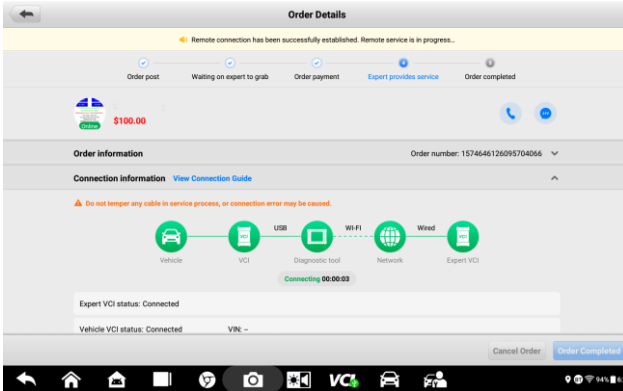 Order Details
Remote connection has been successfully established. Remote service is in progress...
Order post
Waiting on expert to grab
Order payment
Expert provides service
Order completed
Online
$100.00
Order information
Order number: 1574646126095704066
Connection information View Connection Guide
Do not temper any cable in service process, or connection error may be caused.
VCI
USB
WI-FI
Wired
VCI
Vehicle
VCI
Diagnostic tool
Network
Expert VCI
Connecting 00:00:03
Expert VCI status: Connected
Vehicle VCI status: Connected VIN: --
Cancel Order
Order Completed
VCI
94%